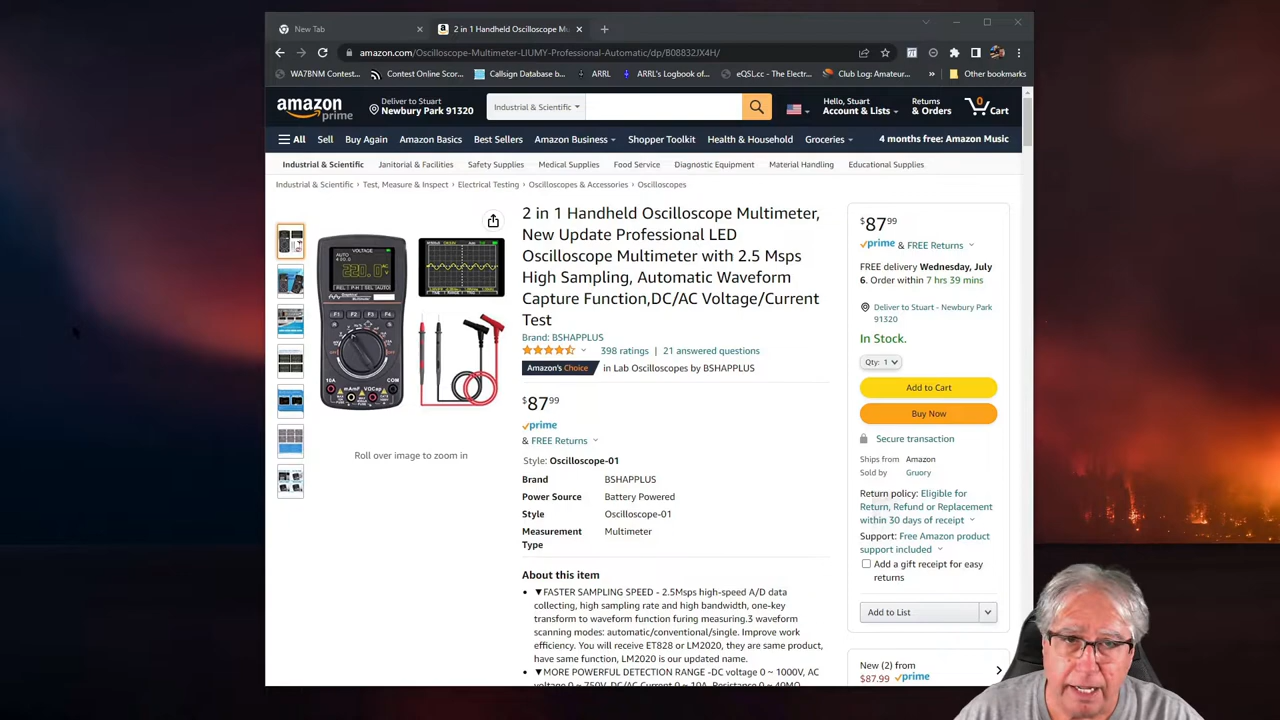 New Tab
2 in 1 Handheld Oscilloscope Mu
amazon.com/Oscilloscope-Multimeter-LIUMY-Professional-Automatic/dp/B08832JX4H/
WA7BNM Contest... Contest Online Scor... Callsign Database b... ARRL ARRL's Logbook of... eQSL.cc - The Electr... Club Log: Amateur... » Other bookmarks
amazon prime
Deliver to Stuart
Newbury Park 91320
Industrial & Scientific
Hello, Stuart
Account & Lists
Returns
& Orders
0
Cart
All Sell Buy Again Amazon Basics Best Sellers Amazon Business Shopper Toolkit Health & Household Groceries 4 months free: Amazon Music
Industrial & Scientific Janitorial & Facilities Safety Supplies Medical Supplies Food Service Diagnostic Equipment Material Handling Educational Supplies
Industrial & Scientific › Test, Measure & Inspect › Electrical Testing › Oscilloscopes & Accessories › Oscilloscopes
VOLTAGE
AUTO
220.0
F1 F2 F3 F4
10A
COM
Roll over image to zoom in
2 in 1 Handheld Oscilloscope Multimeter,
New Update Professional LED
Oscilloscope Multimeter with 2.5 Msps
High Sampling, Automatic Waveform
Capture Function,DC/AC Voltage/Current
Test
Brand: BSHAPPLUS
398 ratings | 21 answered questions
Amazon's Choice in Lab Oscilloscopes by BSHAPPLUS
$87 99
prime
& FREE Returns
Style: Oscilloscope-01
Brand BSHAPPLUS
Power Source Battery Powered
Style Oscilloscope-01
Measurement Type Multimeter
About this item
▼FASTER SAMPLING SPEED - 2.5Msps high-speed A/D data
collecting, high sampling rate and high bandwidth, one-key
transform to waveform function furing measuring.3 waveform
scanning modes: automatic/conventional/single. Improve work
efficiency. You will receive ET828 or LM2020, they are same product,
have same function, LM2020 is our updated name.
▼MORE POWERFUL DETECTION RANGE -DC voltage 0 ~ 1000V, AC
voltage 0 ~ 750V, DC/AC Current 0 ~ 10A, Resistance 0 ~ 40MΩ
$87 99
prime & FREE Returns
FREE delivery Wednesday, July
6. Order within 7 hrs 39 mins
Deliver to Stuart - Newbury Park
91320
In Stock.
Qty: 1
Add to Cart
Buy Now
Secure transaction
Ships from Amazon
Sold by Gruory
Return policy: Eligible for
Return, Refund or Replacement
within 30 days of receipt
Support: Free Amazon product
support included
Add a gift receipt for easy
returns
Add to List
New (2) from
$87.99 prime